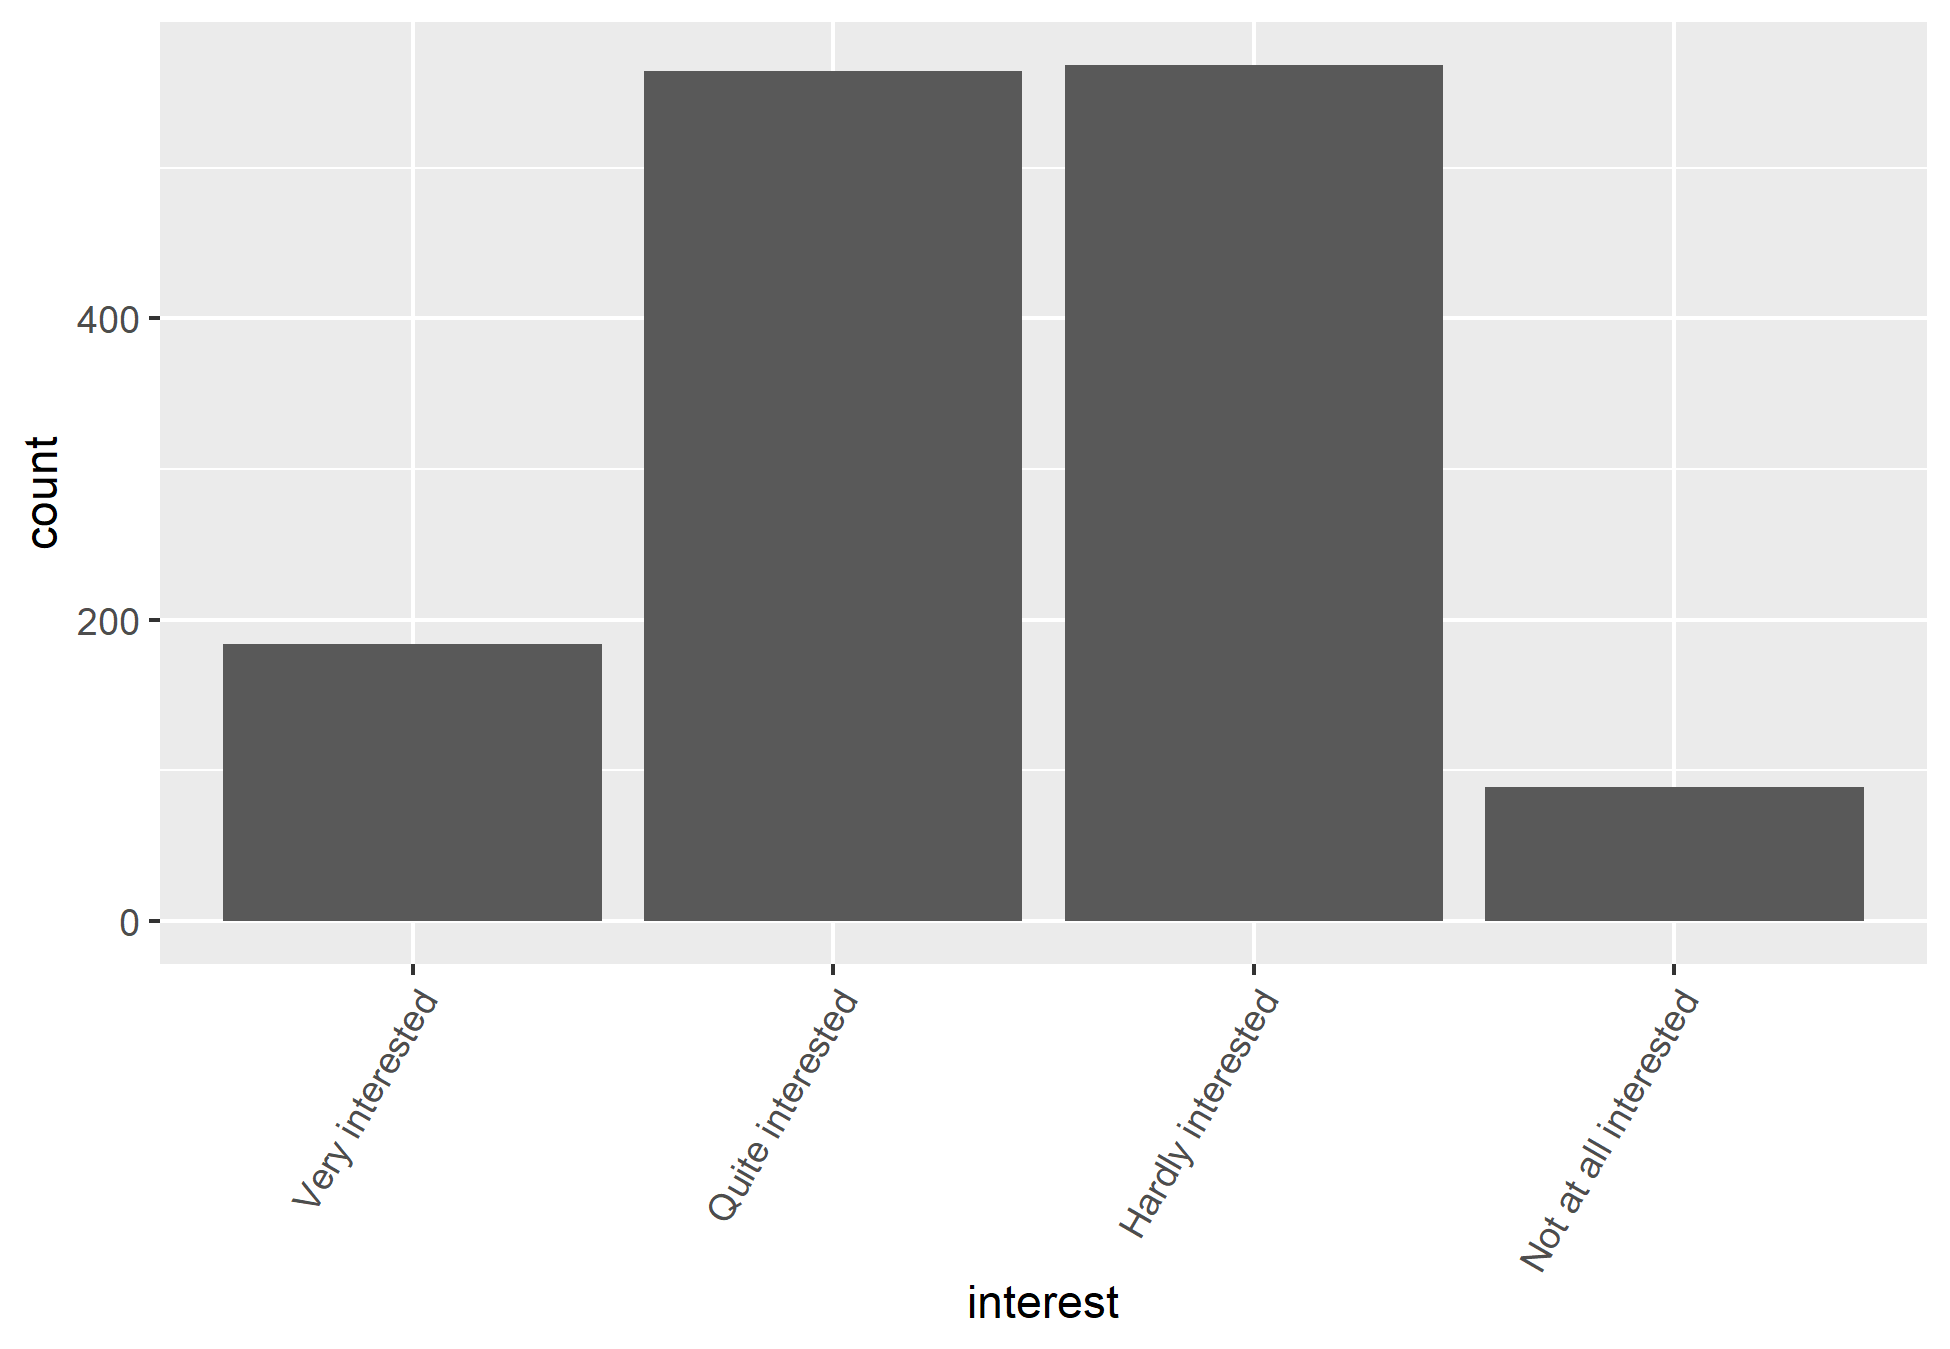 count
400
200
0
Very interested
Quite interested
Hardly interested
Not at all interested
interest